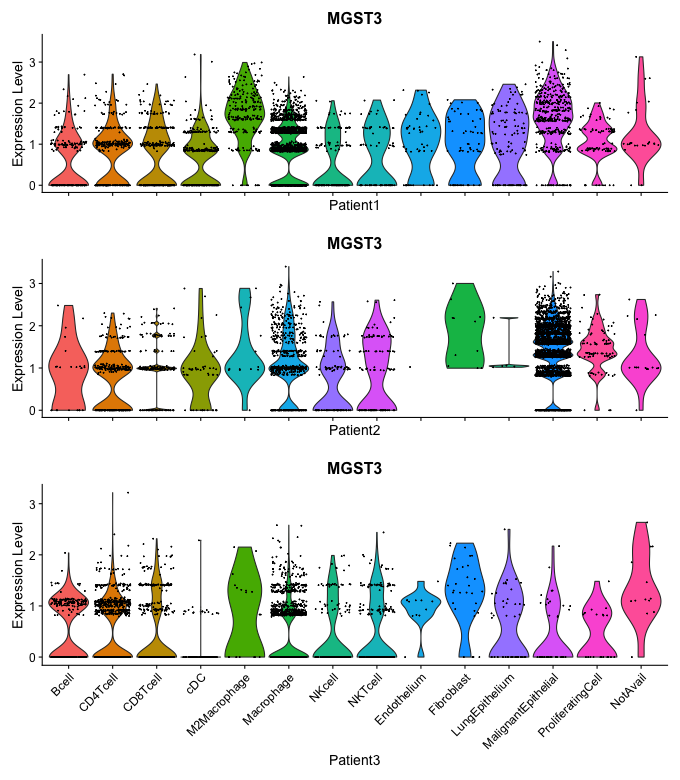 MGST3
Expression Level
3
2
1
0
Patient1
MGST3
Expression Level
3
2
1
0
Patient2
MGST3
Expression Level
3
2
1
0
Bcell
CD4Tcell
CD8Tcell
cDC
M2Macrophage
Macrophage
NKcell
NKTcell
Endothelium
Fibroblast
LungEpithelium
MalignantEpithelial
ProliferatingCell
NotAvail
Patient3